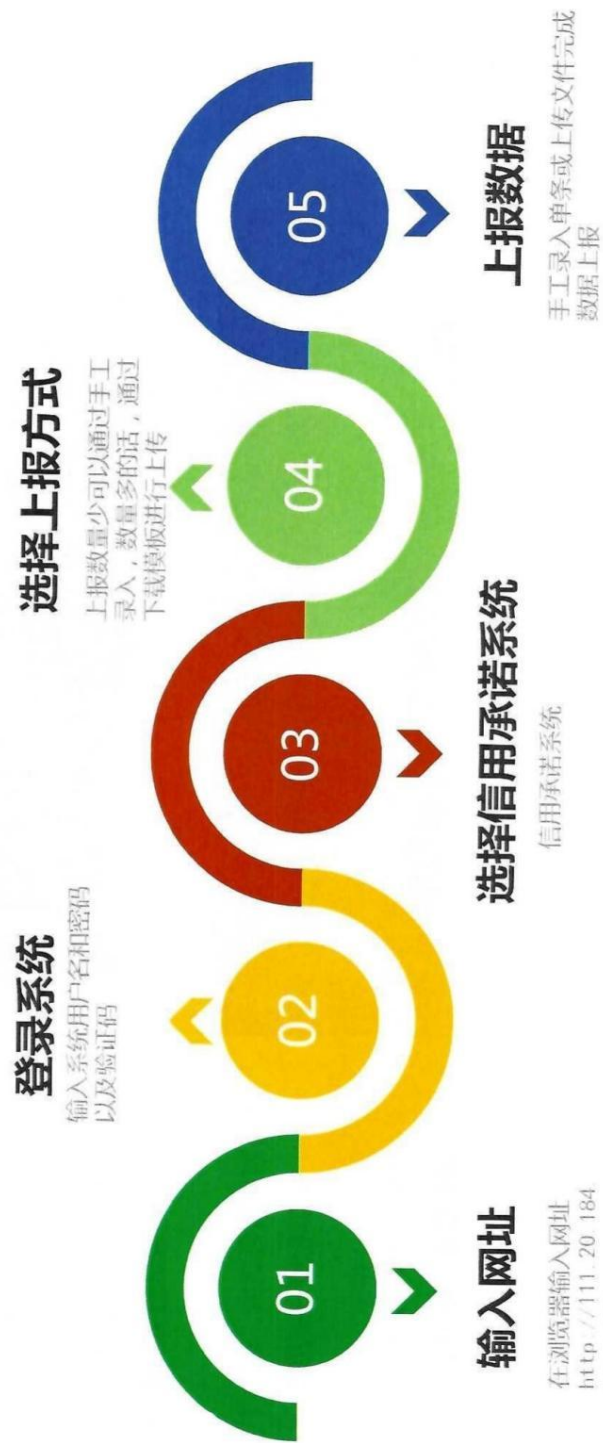 01
输入网址
在浏览器输入网址
http://111.20.184
02
登录系统
输入系统用户名和密码
以及验证码
03
选择信用承诺系统
信用承诺系统
04
选择上报方式
上报数量少可以通过手工
录入，数量多的话，通过
下载模板进行上传
05
上报数据
手工录入单条或上传文件完成
数据上报